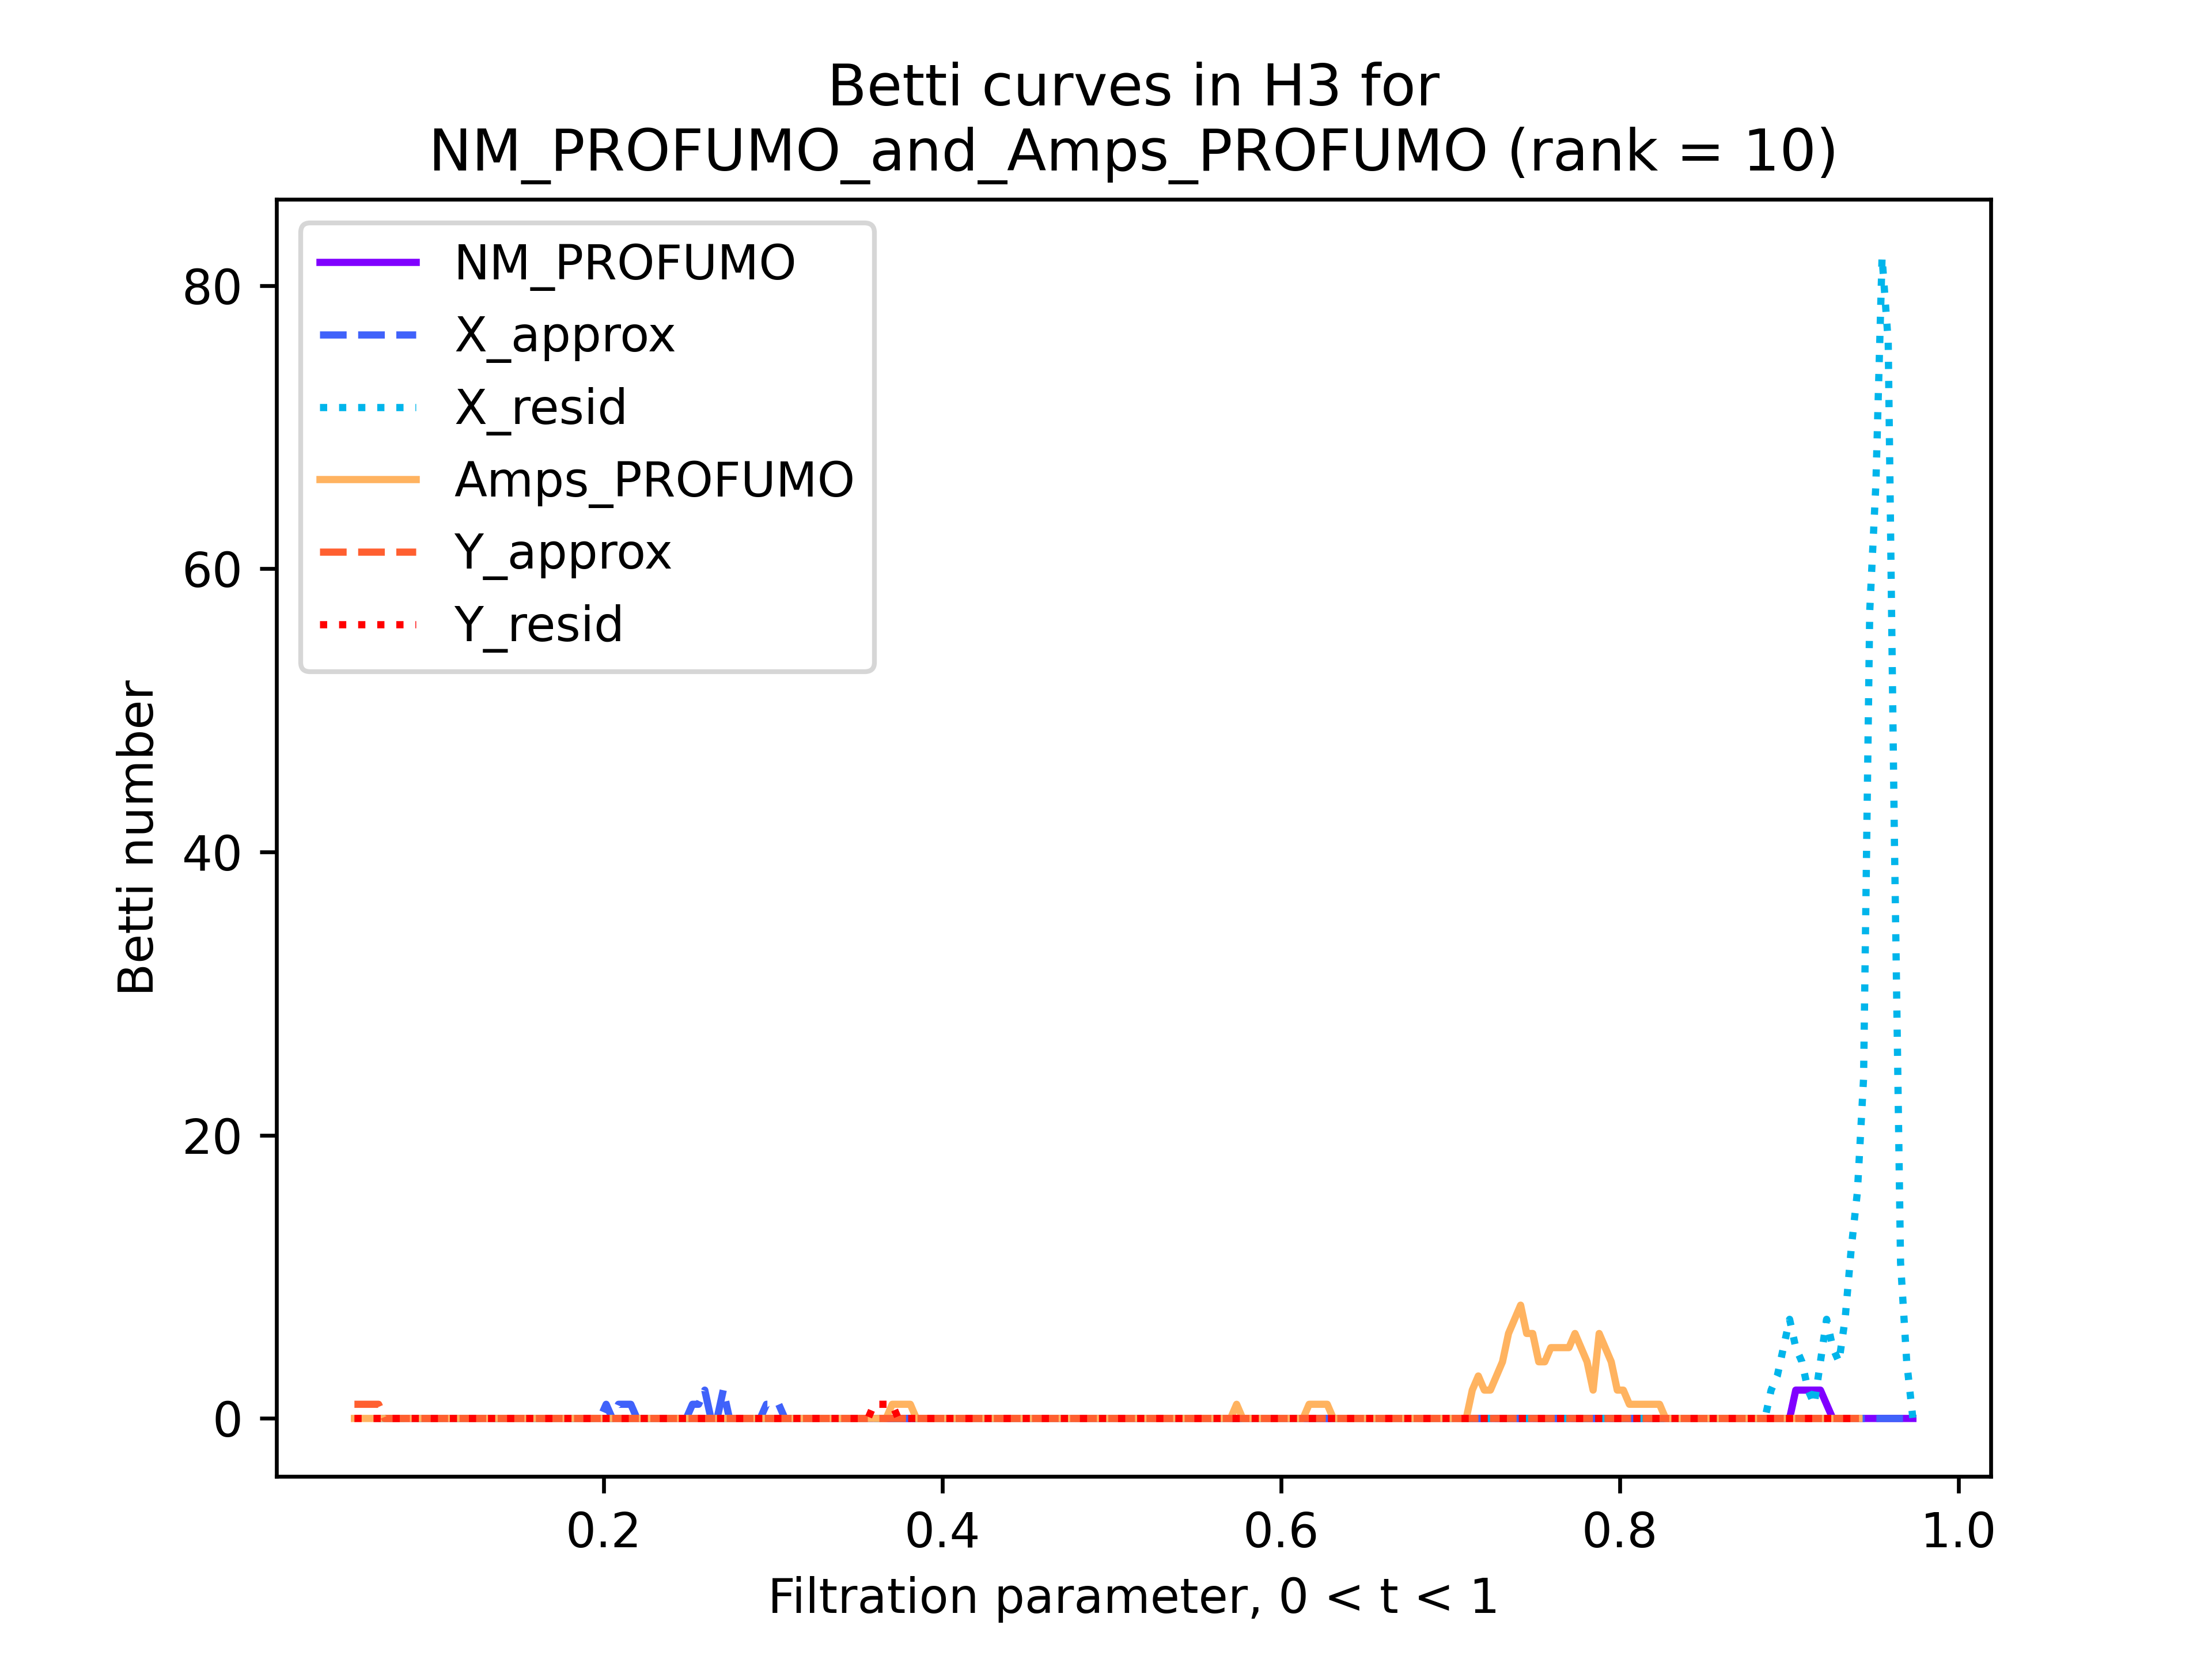 Betti curves in H3 for
NM_PROFUMO_and_Amps_PROFUMO (rank = 10)
NM_PROFUMO
X_approx
X_resid
Amps_PROFUMO
Y_approx
Y_resid
Betti number
80
60
40
20
0
0.2 0.4 0.6 0.8 1.0
Filtration parameter, 0 < t < 1